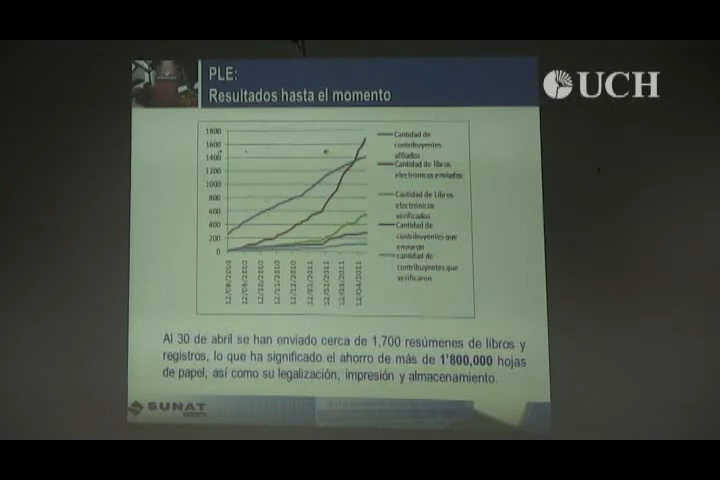 PLE:
Resultados hasta el momento
UCH
1800
1600
1400
1200
1000
800
600
400
200
0
12/08/2010
12/09/2010
12/10/2010
12/11/2010
12/12/2010
12/01/2011
12/02/2011
12/03/2011
12/04/2011
Cantidad de
contribuyentes
afiliados
Cantidad de libros
electrónicos enviados
Cantidad de Libros
electrónicos
verificados
Cantidad de
contribuyentes que
enviaron
cantidad de
contribuyentes que
verificaron
Al 30 de abril se han enviado cerca de 1,700 resúmenes de libros y
registros, lo que ha significado el ahorro de más de 1'800,000 hojas
de papel, así como su legalización, impresión y almacenamiento.
SUNAT